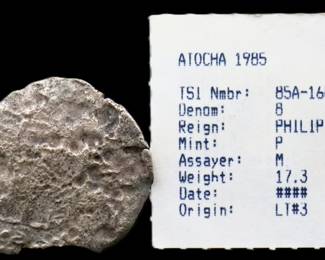 ATOCHA 1985
TSI Nmbr: 85A-16
Denom: 8
Reign: PHILIP
Mint: P
Assayer: M
Weight: 17.3
Date: ####
Origin: LT#3